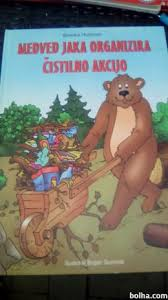 MEDVED JAKA ORGANIZIRA
ČISTILNO AKCIJO
bolha.com